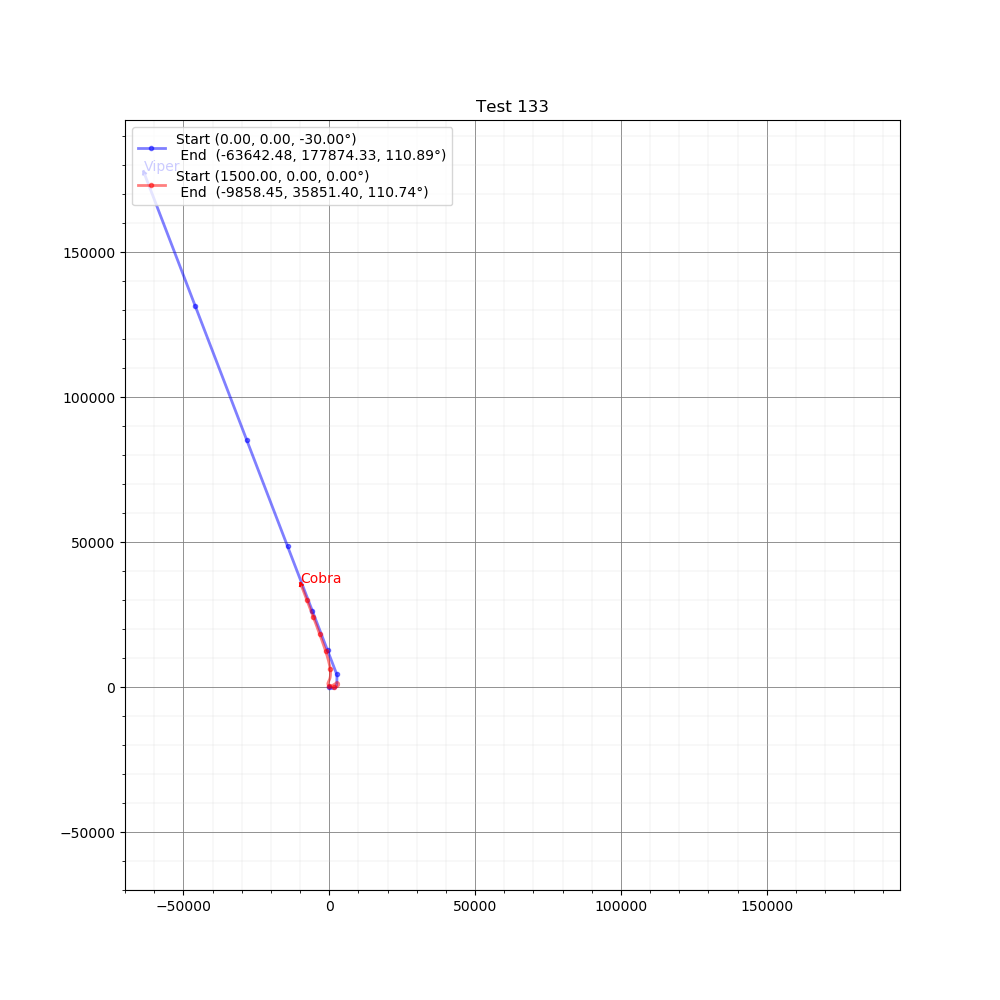 Test 133
Start (0.00, 0.00, -30.00°)
End  (-63642.48, 177874.33, 110.89°)
Viper
Start (1500.00, 0.00, 0.00°)
End  (-9858.45, 35851.40, 110.74°)
150000
100000
50000
Cobra
0
−50000
−50000 0 50000 100000 150000